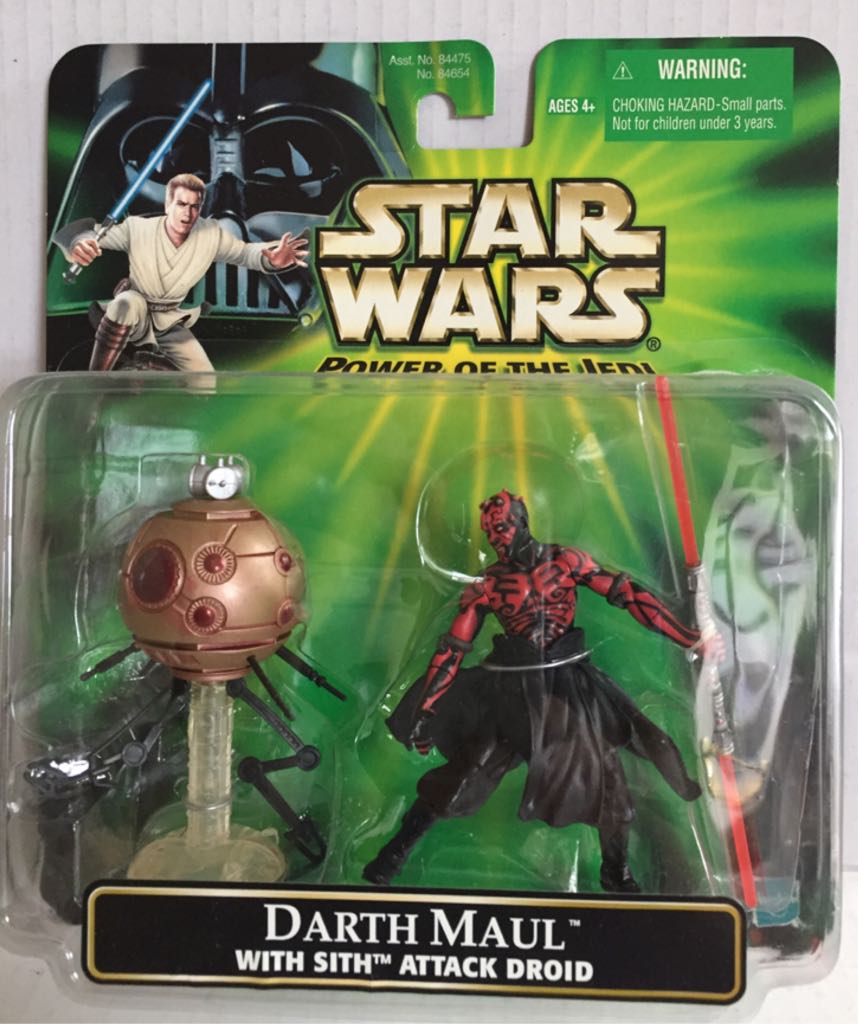 Asst. No. 84475
No. 84654
WARNING:
AGES 4+
CHOKING HAZARD-Small parts.
Not for children under 3 years.
STAR
WARS®
POWER OF THE JEDI
DARTH MAUL™
WITH SITH™ ATTACK DROID